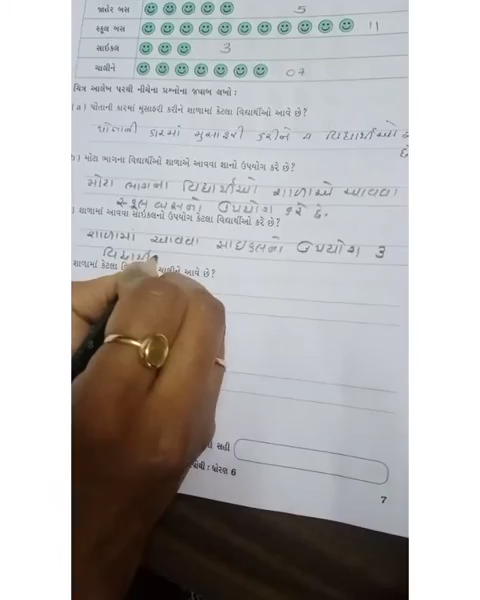 જાહેર બસ 5
સ્કૂલ બસ 11
સાઇકલ 3
ચાલીને 07
ચિત્ર આલેખ પરથી નીચેના પ્રશ્નોના જવાબ લખો:
(a) પોતાની કારમાં મુસાફરી કરીને શાળામાં કેટલા વિદ્યાર્થીઓ આવે છે?
પોતાની કારમાં મુસાફરી કરીને વિદ્યાર્થીઓ
છે
b) મોટા ભાગના વિદ્યાર્થીઓ શાળાએ આવવા શાનો ઉપયોગ કરે છે?
મોટા ભાગના વિદ્યાર્થીઓ શાળાએ આવવા
સ્કૂલ બસનો ઉપયોગ કરે છે.
) શાળામાં આવવા સાઇકલનો ઉપયોગ કેટલા વિદ્યાર્થીઓ કરે છે?
શાળામાં આવવા સાઇકલનો ઉપયોગ 3
વિદ્યાર્થી
શાળામાં કેટલા ચાલીને આવે છે?
સહી
ધોરણ 6
7